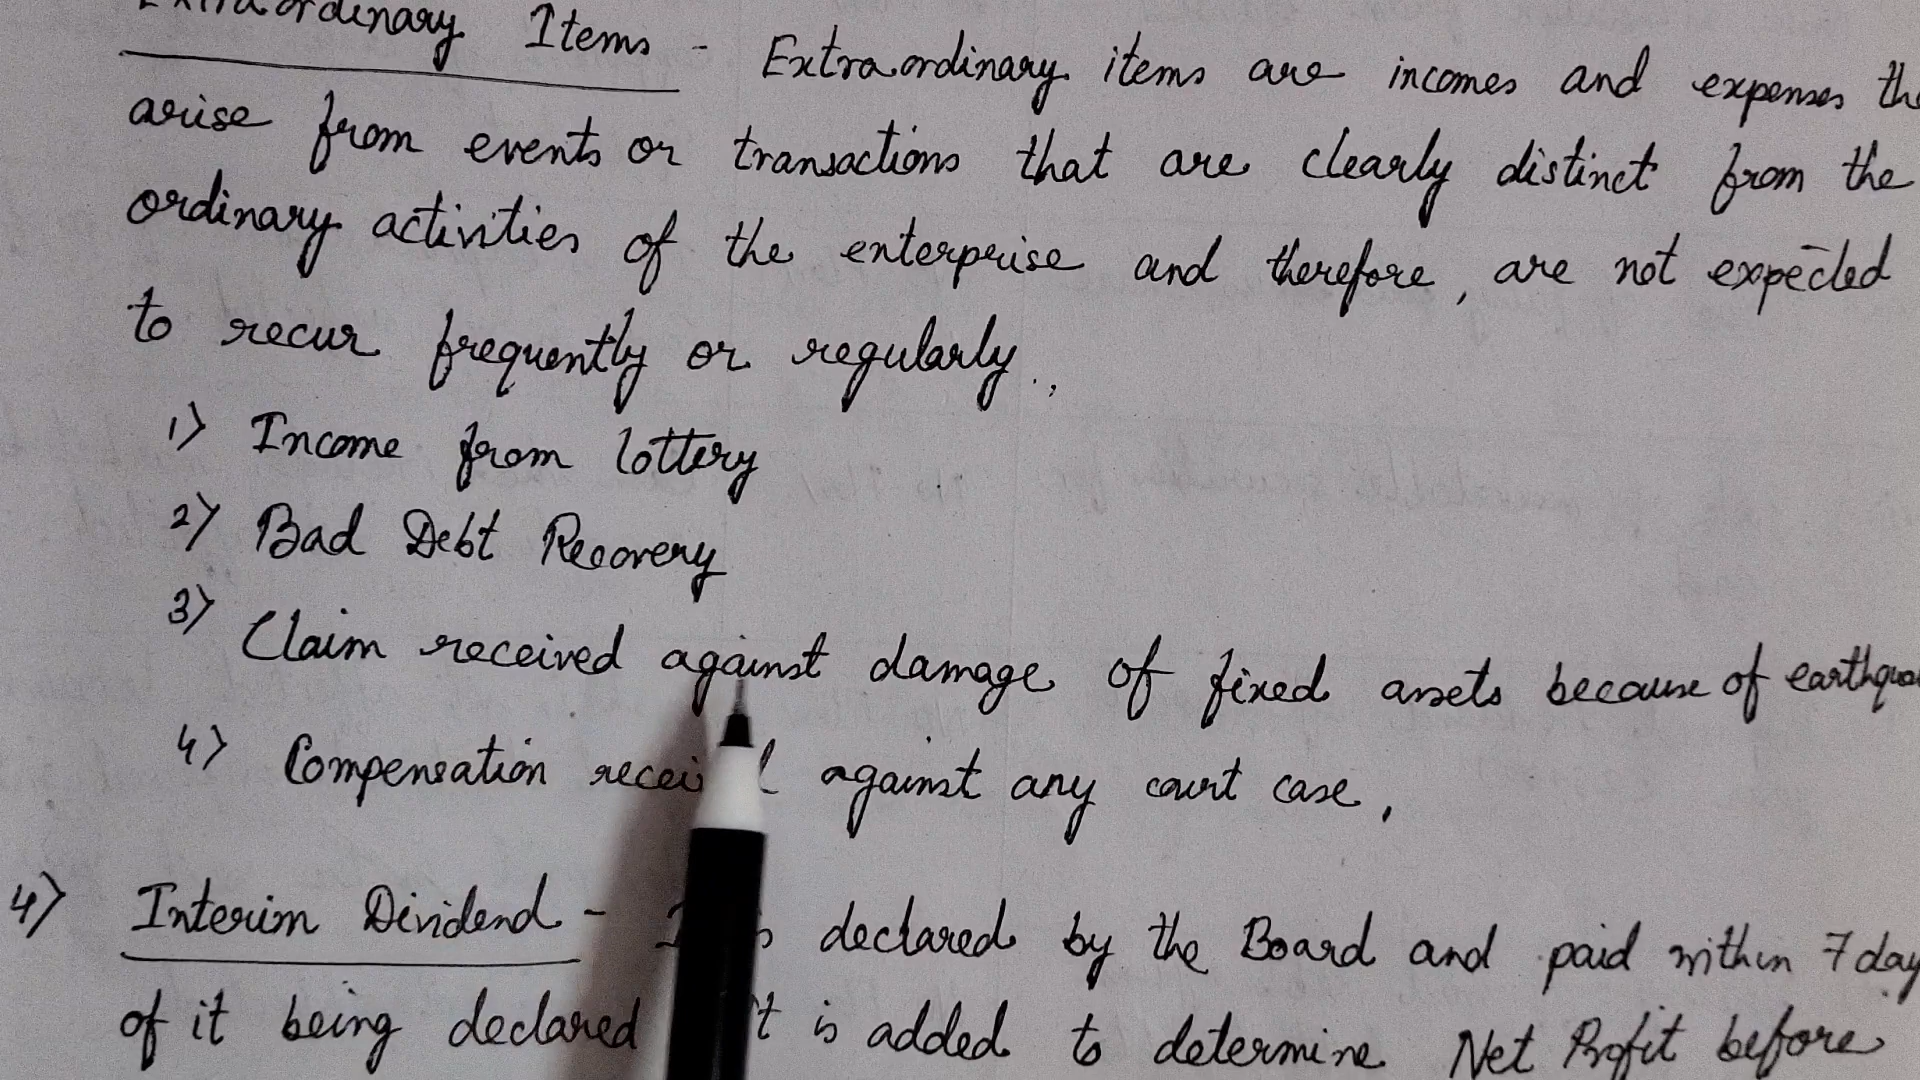 Extraordinary Items - Extraordinary items are incomes and expenses
arise from events or transactions that are clearly distinct from the
ordinary activities of the enterprise and therefore, are not expected
to recur frequently or regularly.,
1) Income from lottery
2) Bad Debt Recovery
3) Claim received against damage of fixed assets because of
4) Compensation against any court case,
4) Interim Dividend - declared by the Board and paid within 7 day
of it being declared is added to determine Net Profit before